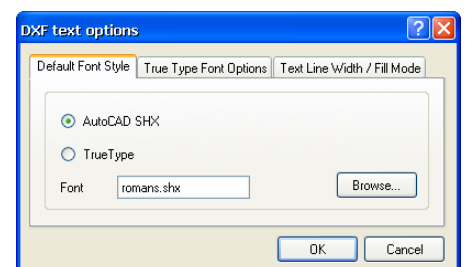 DXF text options
Default Font Style True Type Font Options Text Line Width / Fill Mode
AutoCAD SHX
TrueType
Font romans.shx Browse...
OK Cancel